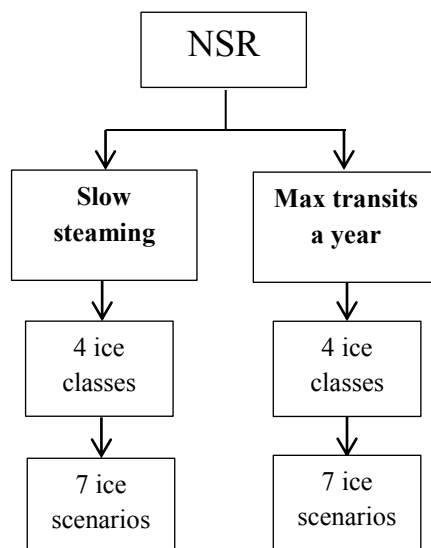 NSR
Slow
steaming
Max transits
a year
4 ice
classes
4 ice
classes
7 ice
scenarios
7 ice
scenarios